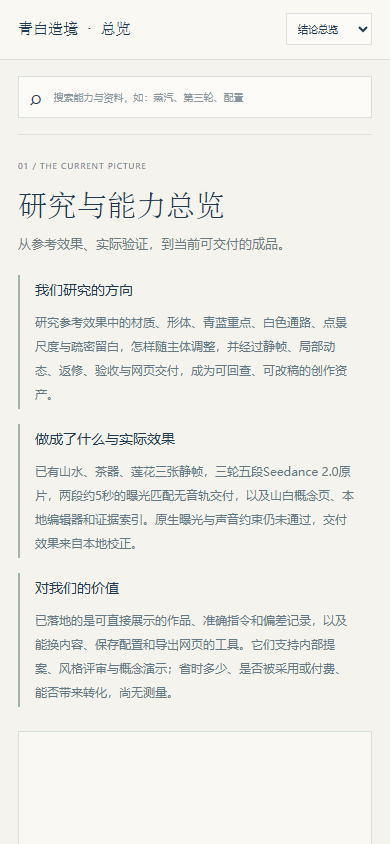 青白造境 · 总览
结论总览
搜索能力与资料，如：蒸汽、第三轮、配置
01 / THE CURRENT PICTURE
研究与能力总览
从参考效果、实际验证，到当前可交付的成品。
我们研究的方向
研究参考效果中的材质、形体、青蓝重点、白色通路、点景
尺度与疏密留白，怎样随主体调整，并经过静帧、局部动
态、返修、验收与网页交付，成为可回查、可改稿的创作资
产。
做成了什么与实际效果
已有山水、茶器、莲花三张静帧，三轮五段Seedance 2.0原
片，两段约5秒的曝光匹配无音轨交付，以及山白概念页、本
地编辑器和证据索引。原生曝光与声音约束仍未通过，交付
效果来自本地校正。
对我们的价值
已落地的是可直接展示的作品、准确指令和偏差记录，以及
能换内容、保存配置和导出网页的工具。它们支持内部提
案、风格评审与概念演示；省时多少、是否被采用或付费、
能否带来转化，尚无测量。